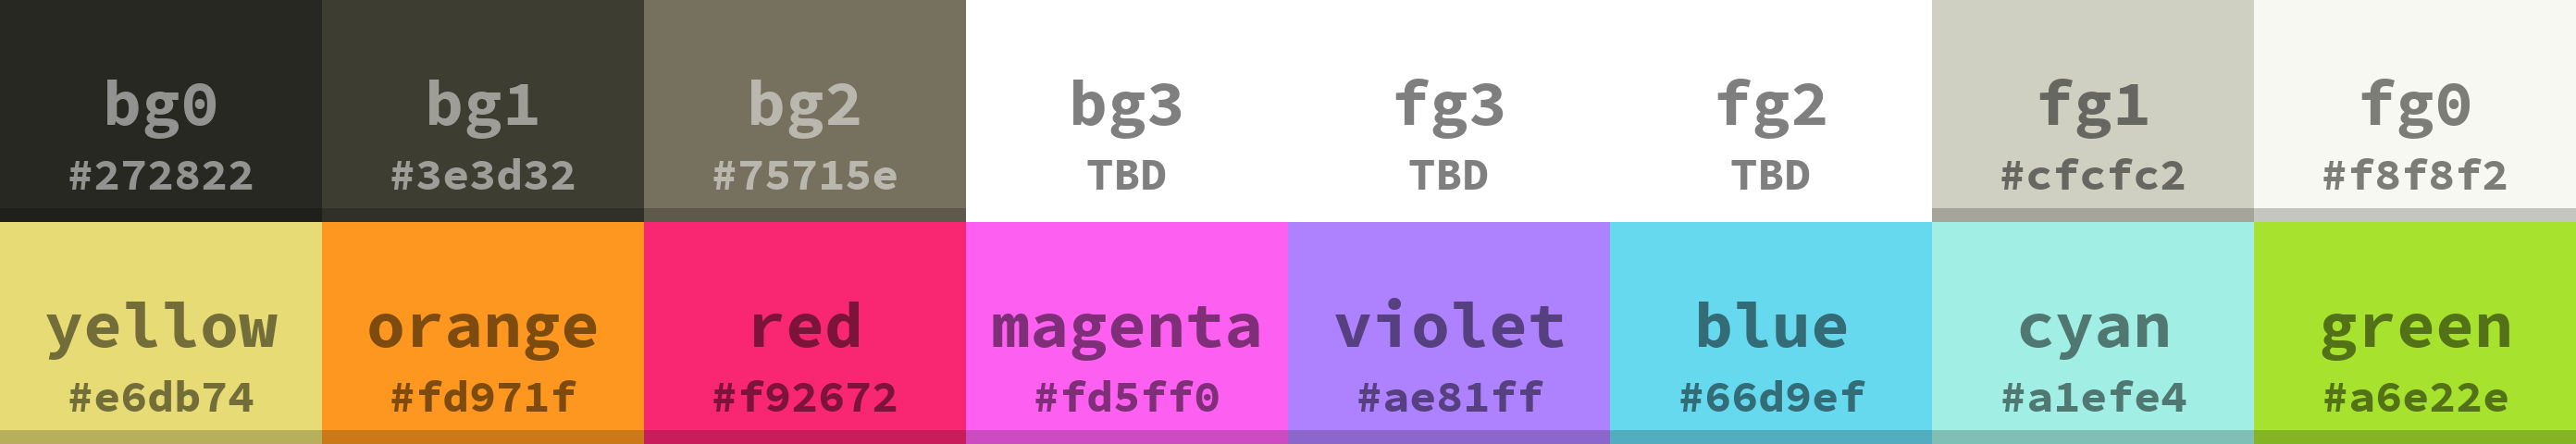 bg0 bg1 bg2 bg3 fg3 fg2 fg1 fg0
#272822 #3e3d32 #75715e TBD TBD TBD #cfcfc2 #f8f8f2
yellow orange red magenta violet blue cyan green
#e6db74 #fd971f #f92672 #fd5ff0 #ae81ff #66d9ef #a1efe4 #a6e22e